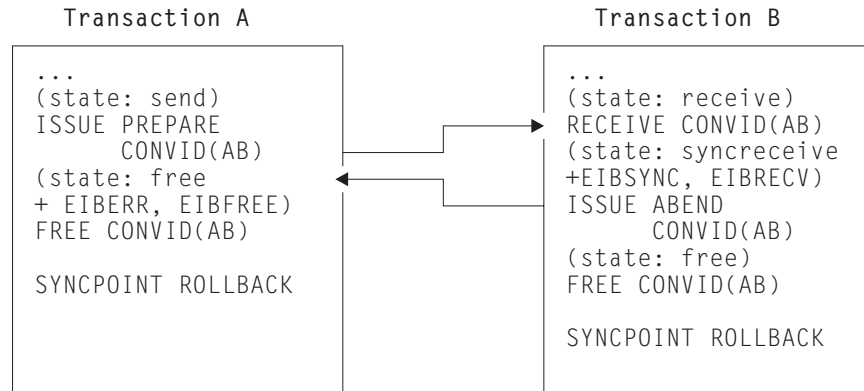 Transaction A
...
(state: send)
ISSUE PREPARE
CONVID(AB)
(state: free
+ EIBERR, EIBFREE)
FREE CONVID(AB)
SYNCPOINT ROLLBACK
Transaction B
...
(state: receive)
RECEIVE CONVID(AB)
(state: syncreceive
+EIBSYNC, EIBRECV)
ISSUE ABEND
CONVID(AB)
(state: free)
FREE CONVID(AB)
SYNCPOINT ROLLBACK